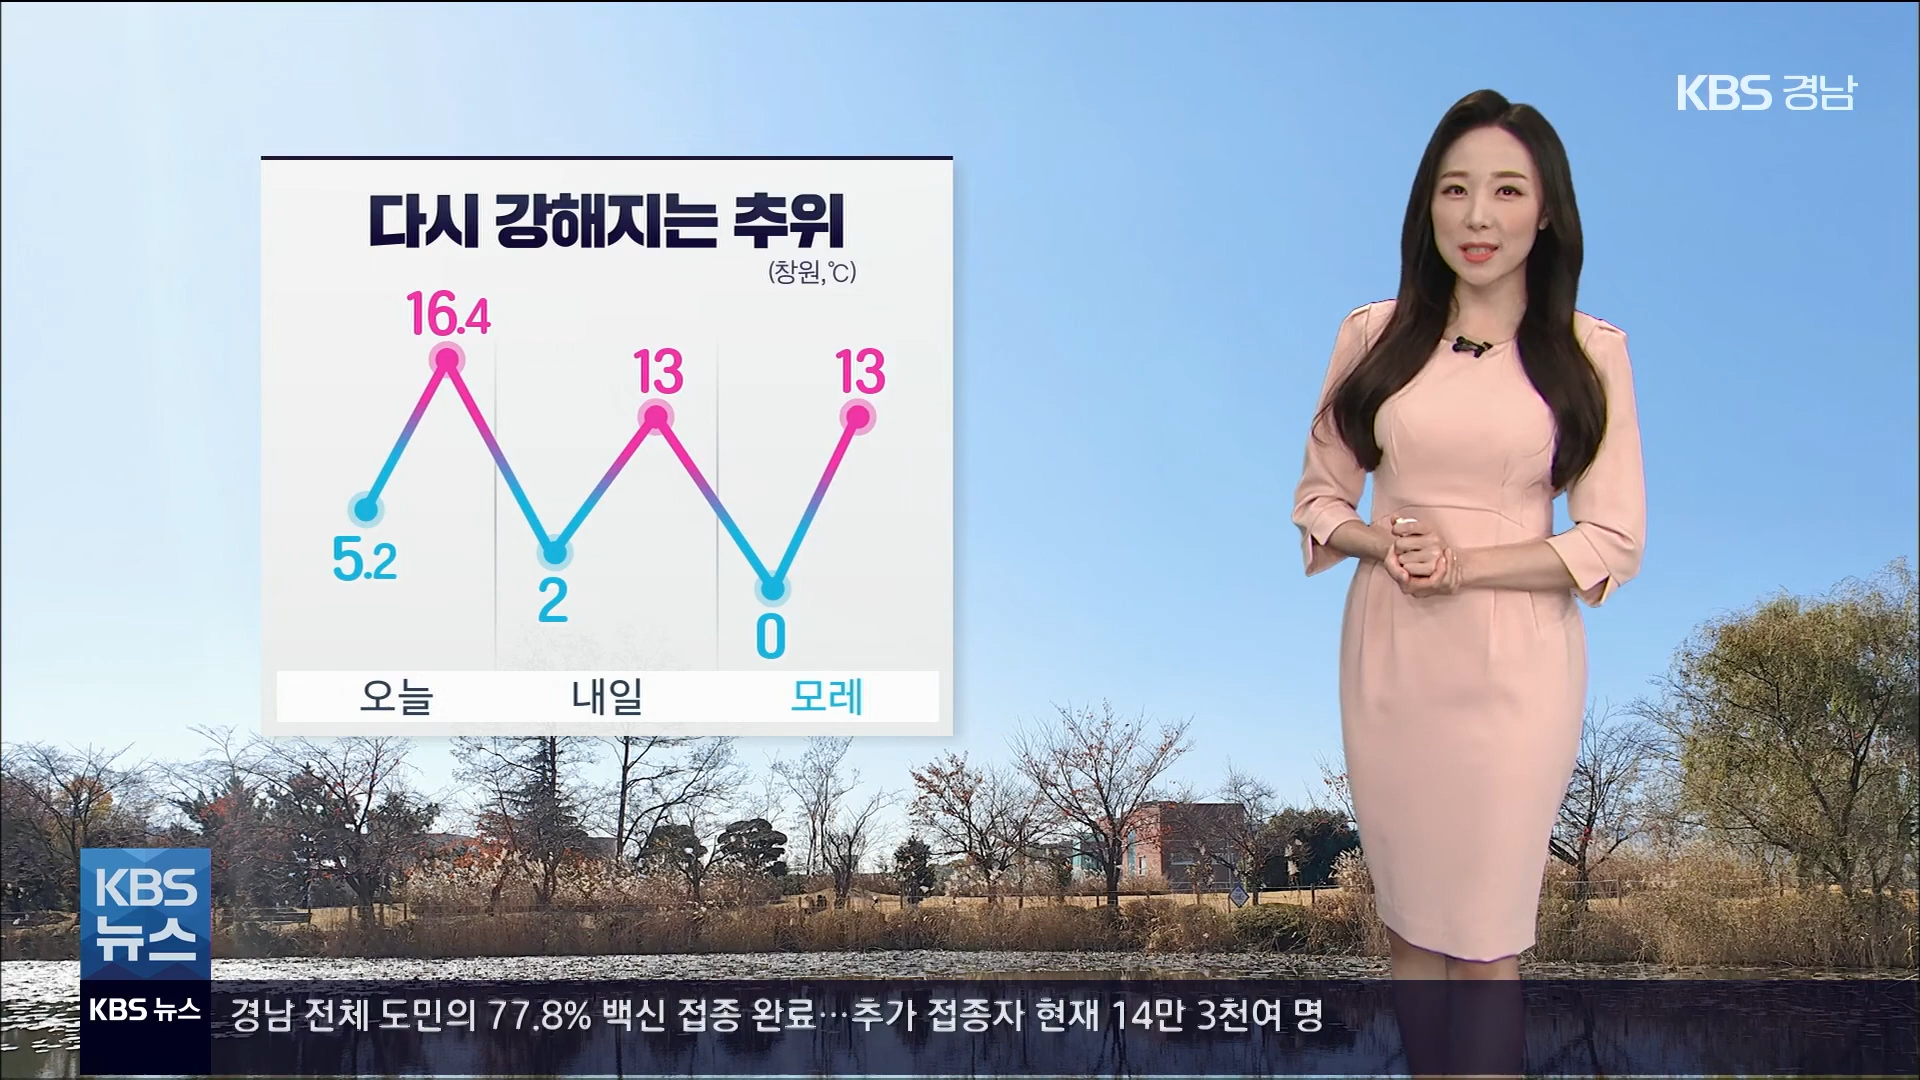 KBS 경남
다시 강해지는 추위
(창원,℃)
16.4
13
13
5.2
2
0
오늘
내일
모레
KBS
뉴스
KBS 뉴스
경남 전체 도민의 77.8% 백신 접종 완료…추가 접종자 현재 14만 3천여 명